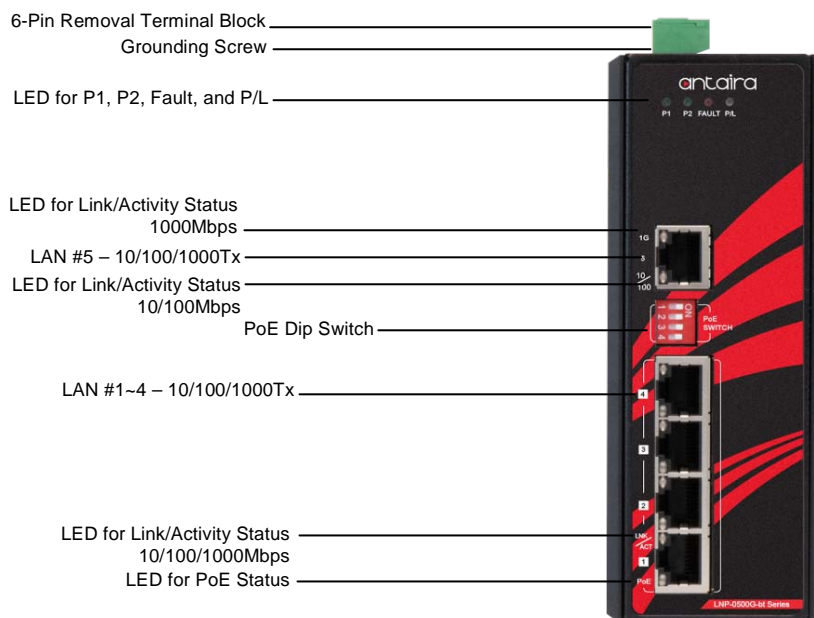 6-Pin Removal Terminal Block
Grounding Screw
LED for P1, P2, Fault, and P/L
LED for Link/Activity Status
1000Mbps
LAN #5 – 10/100/1000Tx
LED for Link/Activity Status
10/100Mbps
PoE Dip Switch
LAN #1~4 – 10/100/1000Tx
LED for Link/Activity Status
10/100/1000Mbps
LED for PoE Status
antaira
P1 P2 FAULT P/L
1G
5
10/100
ON
1 2 3 4
PoE
SWITCH
4
3
2
LNK/ACT
1
PoE
LNP-0500G-bt Series